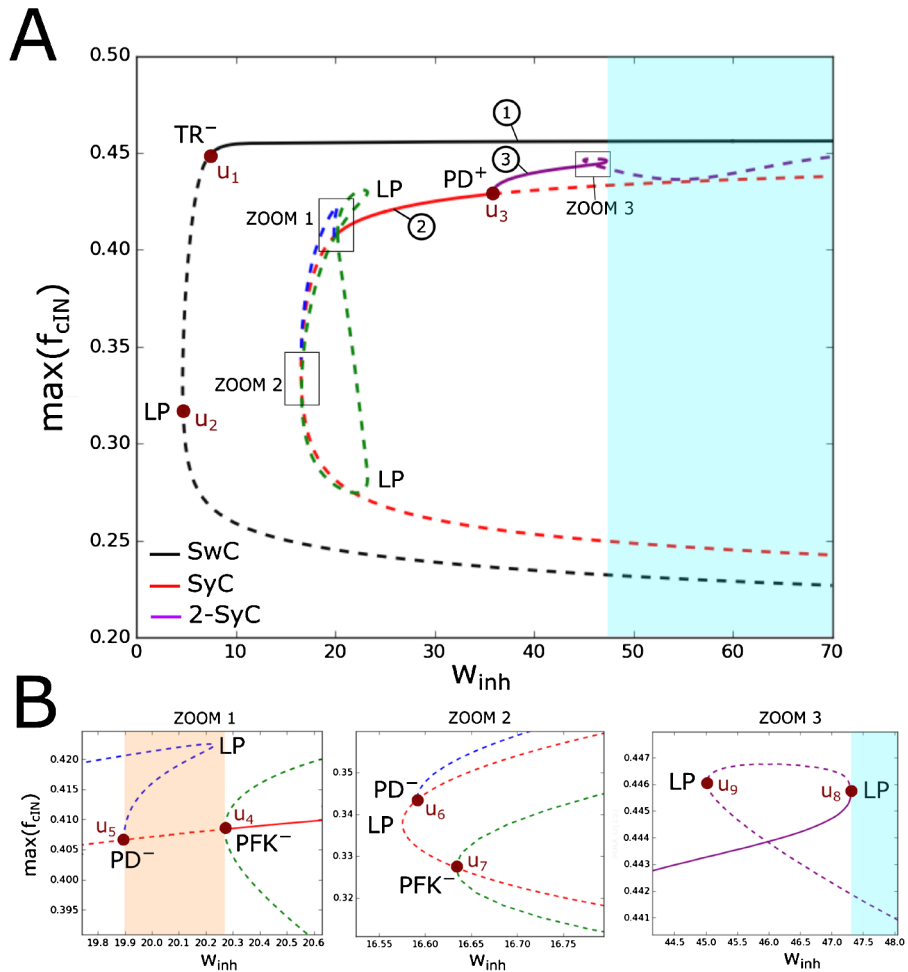 A
0.50
0.45
0.40
0.35
0.30
0.25
0.20
max(f_cIN)
TR⁻
u₁
1
3
PD⁺
u₃
ZOOM 3
LP
ZOOM 1
2
ZOOM 2
LP
u₂
LP
SwC
SyC
2-SyC
0 10 20 30 40 50 60 70
w_inh
B
ZOOM 1
0.420
0.415
0.410
0.405
0.400
0.395
max(f_cIN)
LP
u₅
u₄
PD⁻
PFK⁻
19.8 19.9 20.0 20.1 20.2 20.3 20.4 20.5 20.6
w_inh
ZOOM 2
0.35
0.34
0.33
0.32
PD⁻
u₆
LP
u₇
PFK⁻
16.55 16.60 16.65 16.70 16.75
w_inh
ZOOM 3
0.447
0.446
0.445
0.444
0.443
0.442
0.441
LP
u₉
u₈
LP
44.5 45.0 45.5 46.0 46.5 47.0 47.5 48.0
w_inh